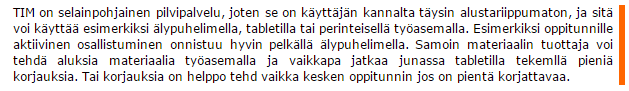 TIM on selainpohjainen pilvipalvelu, joten se on käyttäjän kannalta täysin alustariippumaton, ja sitä
voi käyttää esimerkiksi älypuhelimella, tabletilla tai perinteisellä työasemalla. Esimerkiksi oppitunnille
aktiivinen osallistuminen onnistuu hyvin pelkällä älypuhelimella. Samoin materiaalin tuottaja voi
tehdä aluksia materiaalia työasemalla ja vaikkapa jatkaa junassa tabletilla tekemllä pieniä
korjauksia. Tai korjauksia on helppo tehd vaikka kesken oppitunnin jos on pientä korjattavaa.